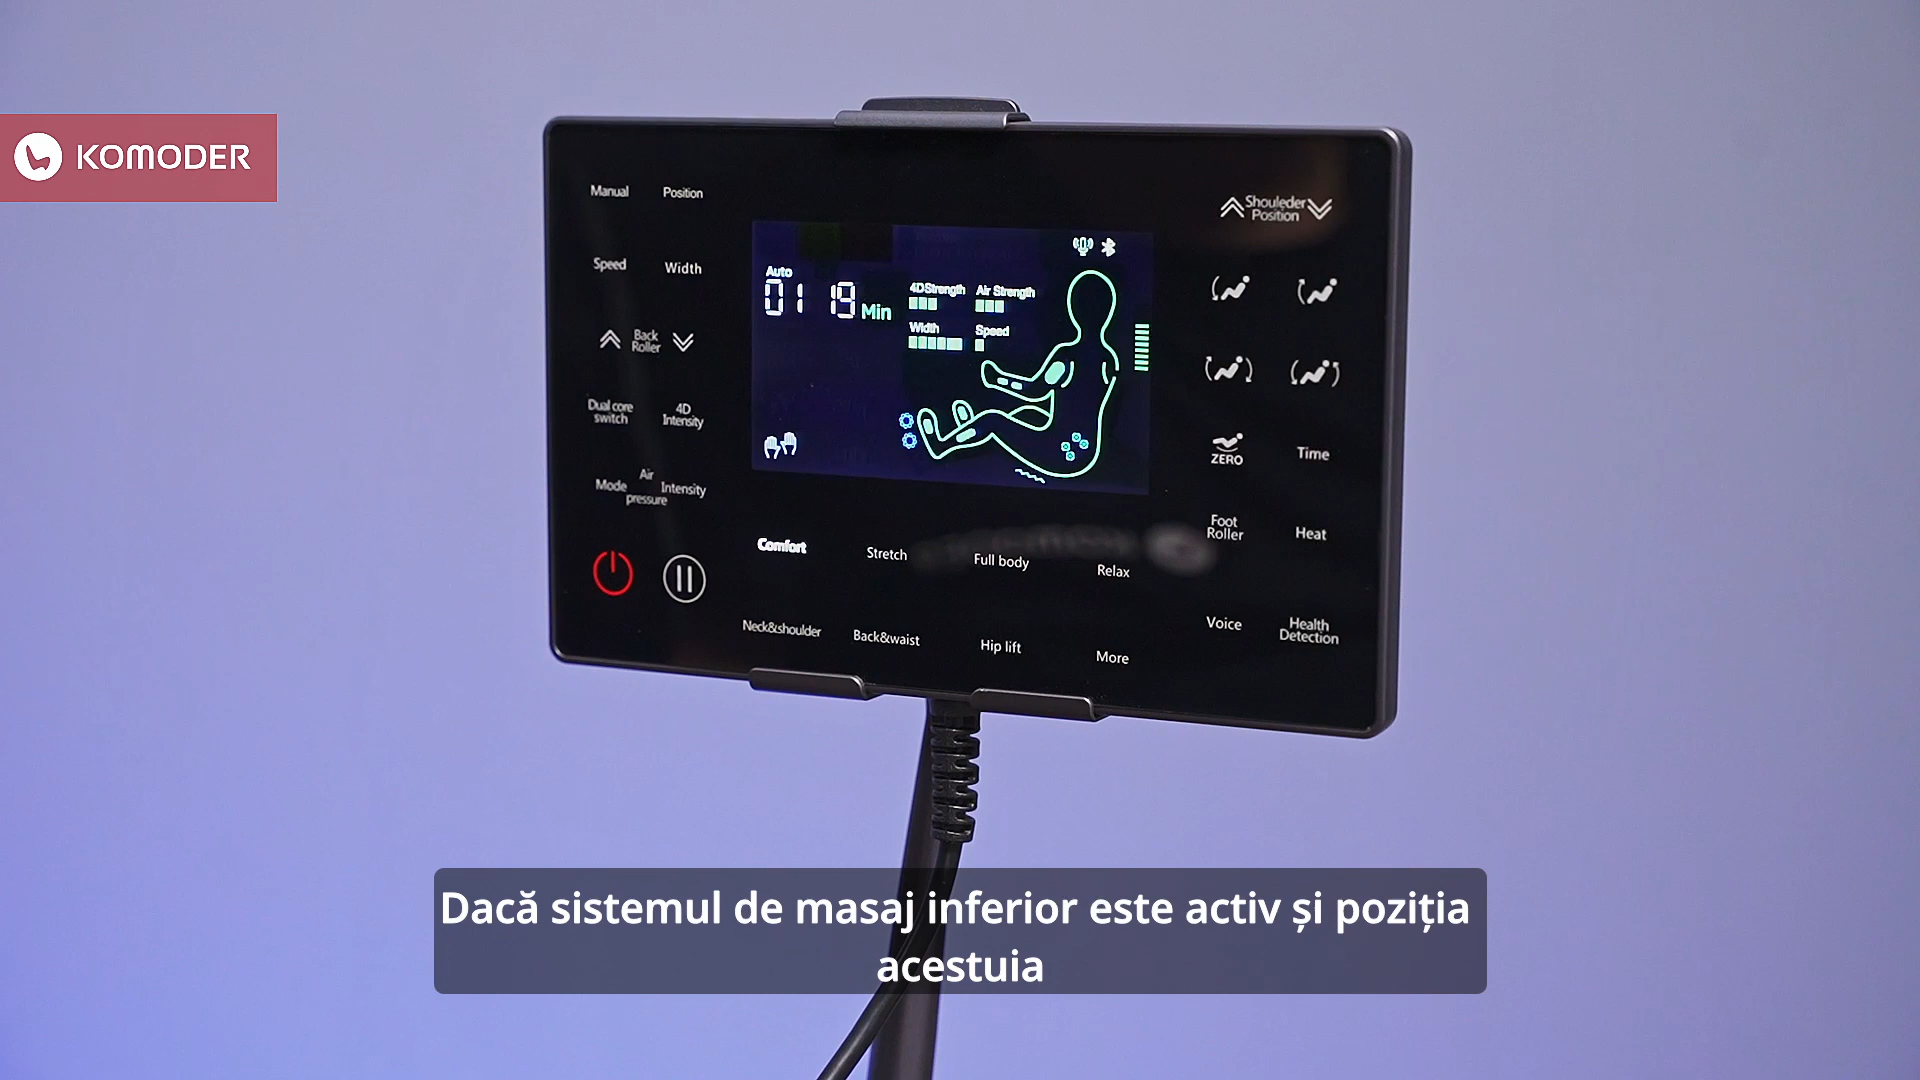 KOMODER
Manual Position
Shouleder
Position
Speed Width
Auto
01 19 Min
4DStrength Air Strength
Width Speed
Back
Roller
Dual core
switch
4D
Intensity
ZERO
Time
Mode Air
pressure
Intensity
Foot
Roller
Heat
Comfort Stretch Full body Relax
Neck&shoulder Back&waist Hip lift More
Voice
Health
Detection
Dacă sistemul de masaj inferior este activ și poziția
acestuia